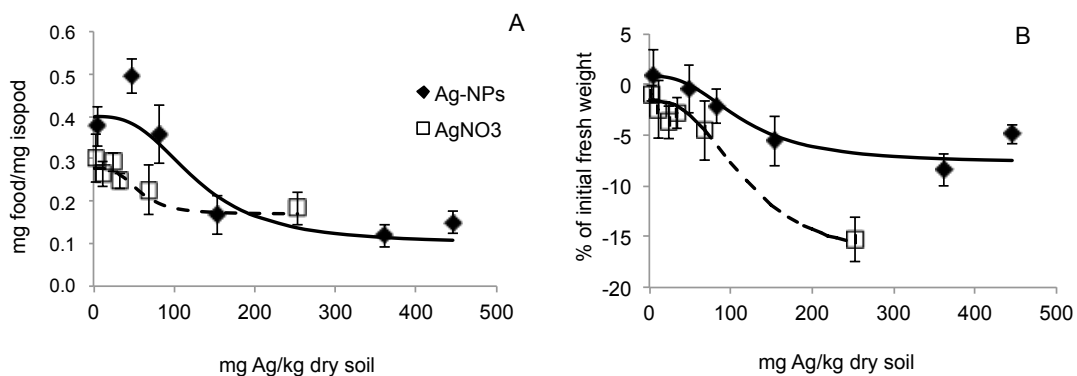 A
mg food/mg isopod
0.6
0.5
0.4
0.3
0.2
0.1
0.0
0 100 200 300 400 500
mg Ag/kg dry soil
Ag-NPs
AgNO3
B
% of initial fresh weight
5
0
-5
-10
-15
-20
0 100 200 300 400 500
mg Ag/kg dry soil